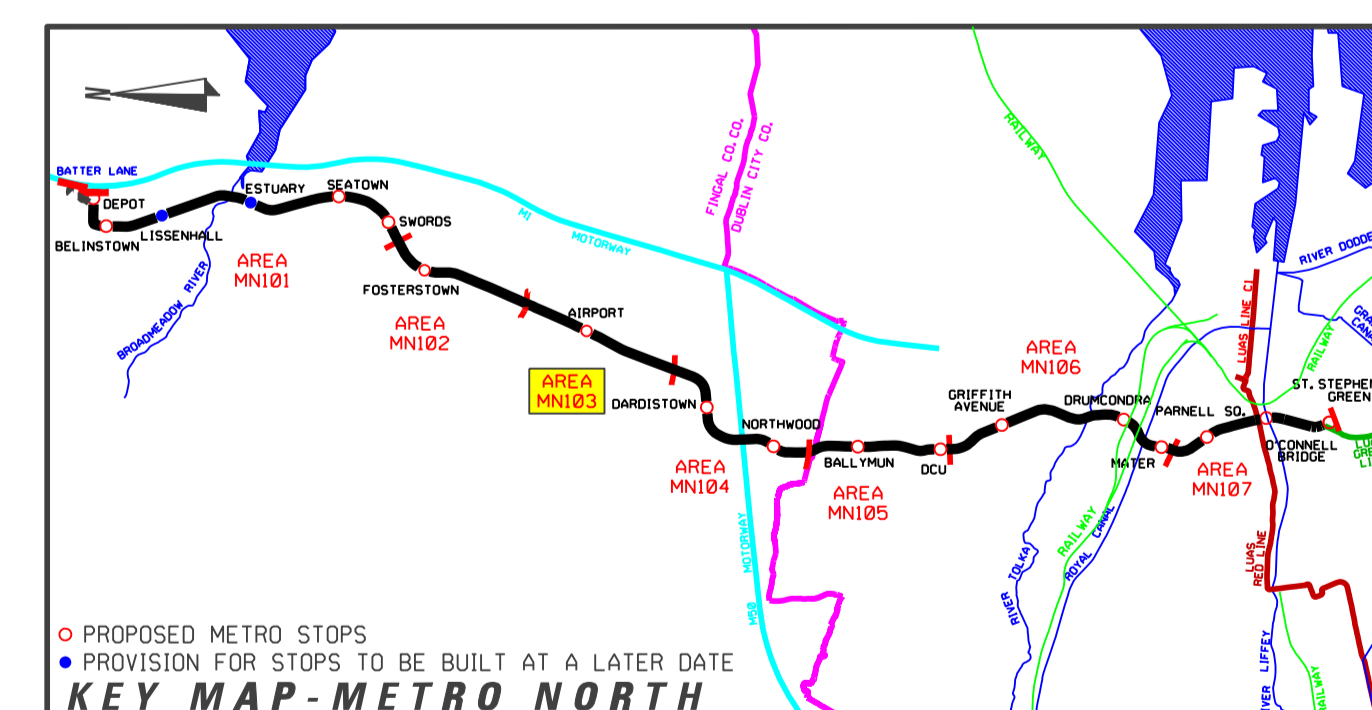 N
BATTER LANE
DEPOT
BELINSTOWN
LISSENHALL
ESTUARY
SEATOWN
SWORDS
AREA
MN101
BROADMEADOW RIVER
FOSTERSTOWN
AREA
MN102
M1
MOTORWAY
AIRPORT
AREA
MN103
DARDISTOWN
FINGAL CO.CO.
DUBLIN CITY CO.
NORTHWOOD
AREA
MN104
MOTORWAY
M50
BALLYMUN
AREA
MN105
DCU
GRIFFITH
AVENUE
AREA
MN106
DRUMCONDRA
MATER
PARNELL SQ.
AREA
MN107
O'CONNELL
BRIDGE
ST. STEPHEN
GREEN
RAILWAY
LUAS LINE C1
RIVER DODDE
RAILWAY
RIVER TOLKA
RAILWAY
ROYAL CANAL
LUAS
RED LINE
RAILWAY
PROPOSED METRO STOPS
PROVISION FOR STOPS TO BE BUILT AT A LATER DATE
KEY MAP-METRO NORTH